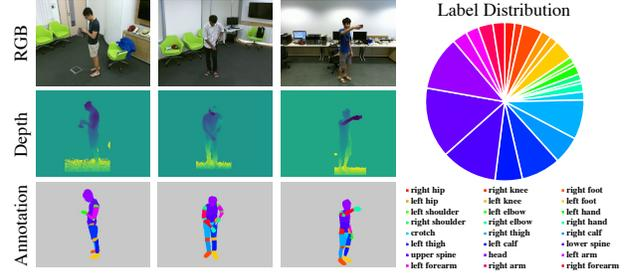 RGB
Depth
Annotation
Label Distribution
right hip
right knee
right foot
left hip
left knee
left foot
left shoulder
left elbow
left hand
right shoulder
right elbow
right hand
crotch
right thigh
right calf
left thigh
left calf
lower spine
upper spine
head
left arm
left forearm
right arm
right forearm